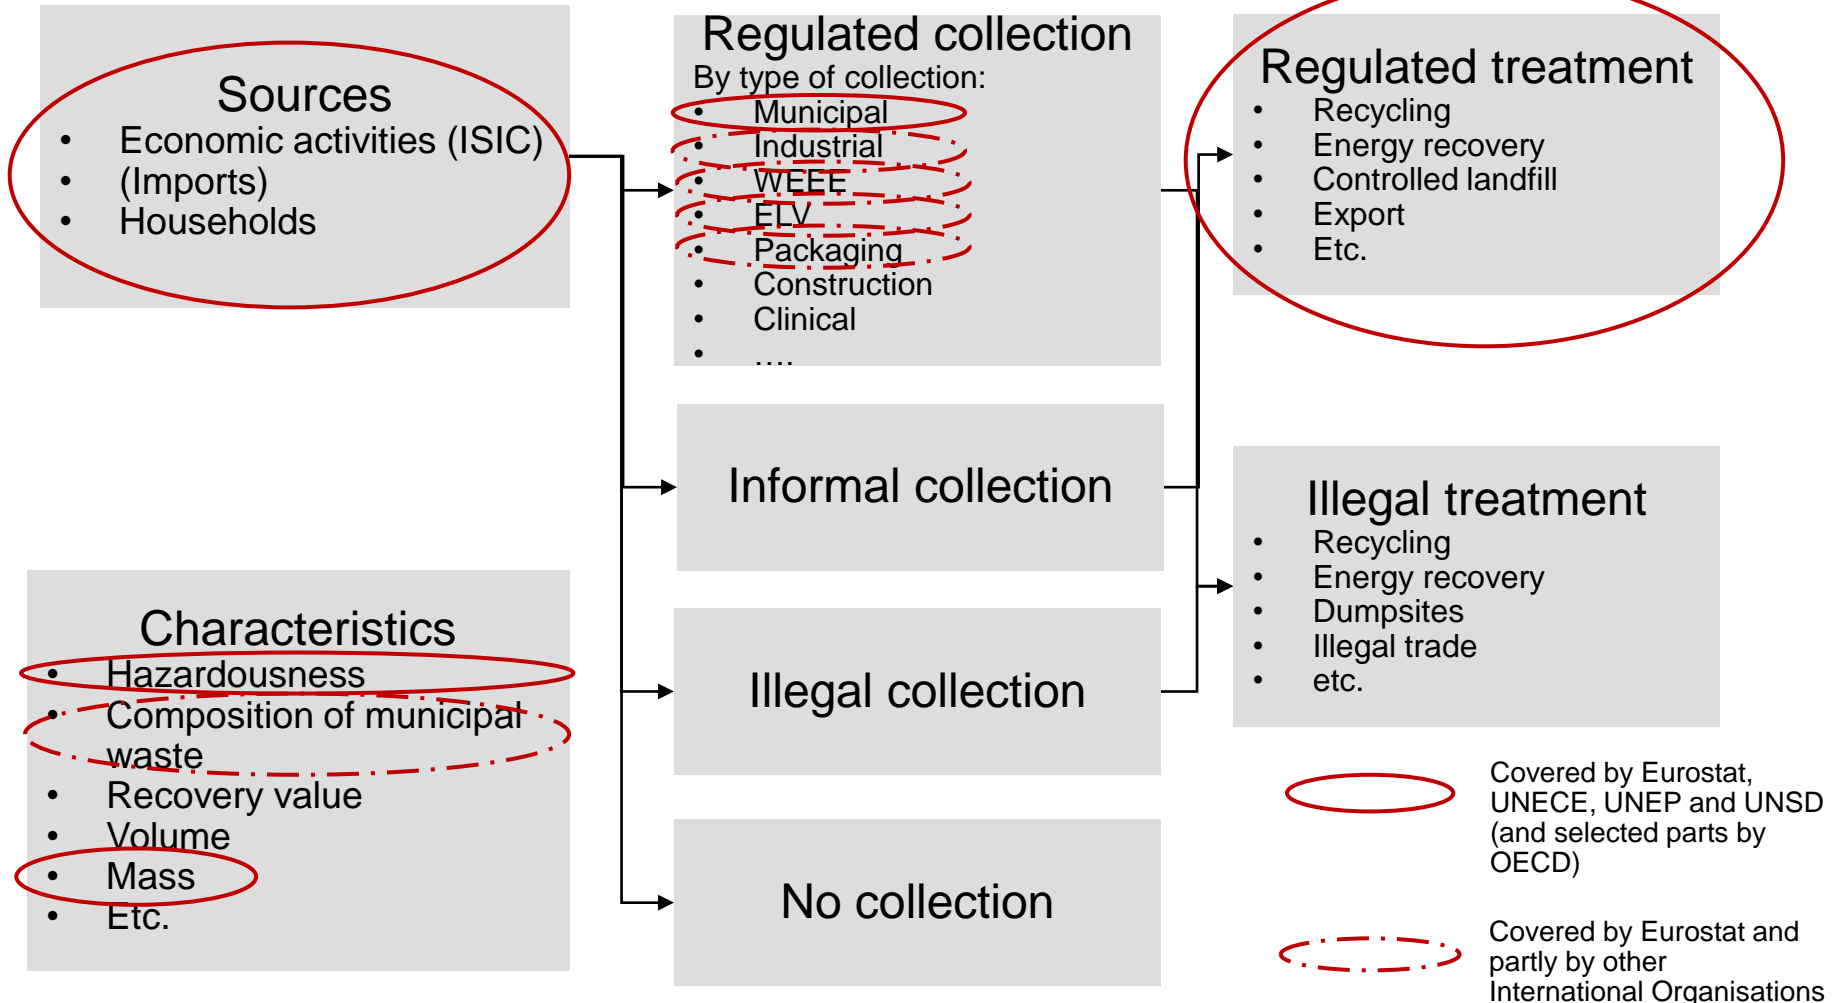 Sources
• Economic activities (ISIC)
• (Imports)
• Households
Regulated collection
By type of collection:
• Municipal
• Industrial
• WEEE
• ELV
• Packaging
• Construction
• Clinical
• ….
Regulated treatment
• Recycling
• Energy recovery
• Controlled landfill
• Export
• Etc.
Informal collection
Illegal treatment
• Recycling
• Energy recovery
• Dumpsites
• Illegal trade
• etc.
Characteristics
• Hazardousness
• Composition of municipal
waste
• Recovery value
• Volume
• Mass
• Etc.
Illegal collection
No collection
Covered by Eurostat,
UNECE, UNEP and UNSD
(and selected parts by
OECD)
Covered by Eurostat and
partly by other
International Organisations